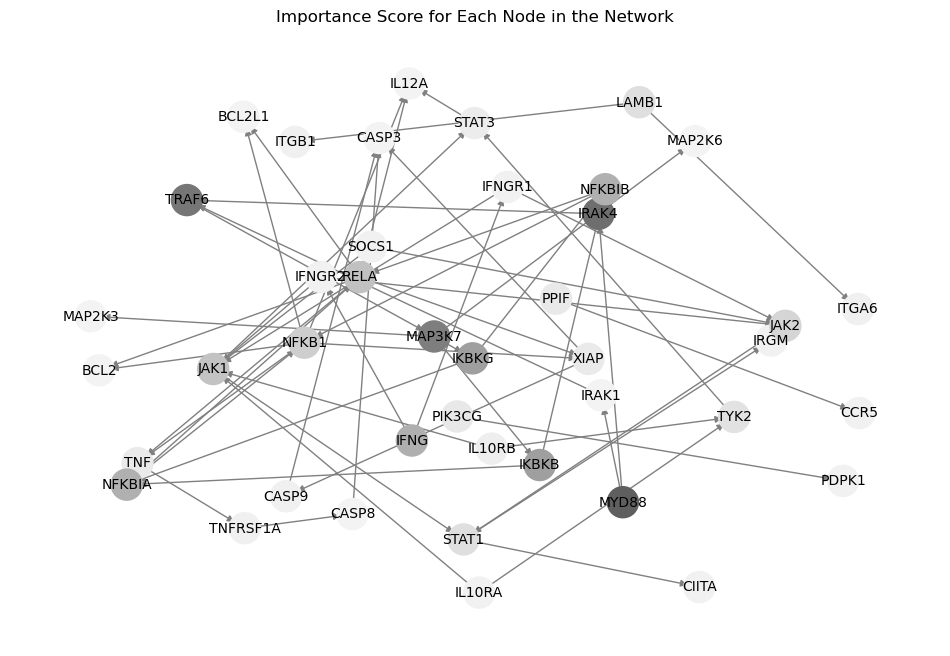 Importance Score for Each Node in the Network
IL12A
LAMB1
BCL2L1
STAT3
ITGB1
CASP3
MAP2K6
IFNGR1
NFKBIB
TRAF6
IRAK4
SOCS1
IFNGR2
RELA
PPIF
ITGA6
MAP2K3
JAK2
MAP3K7
IRGM
NFKB1
IKBKG
XIAP
JAK1
BCL2
IRAK1
CCR5
PIK3CG
TYK2
IFNG
IL10RB
TNF
IKBKB
PDPK1
NFKBIA
CASP9
MYD88
CASP8
TNFRSF1A
STAT1
CIITA
IL10RA